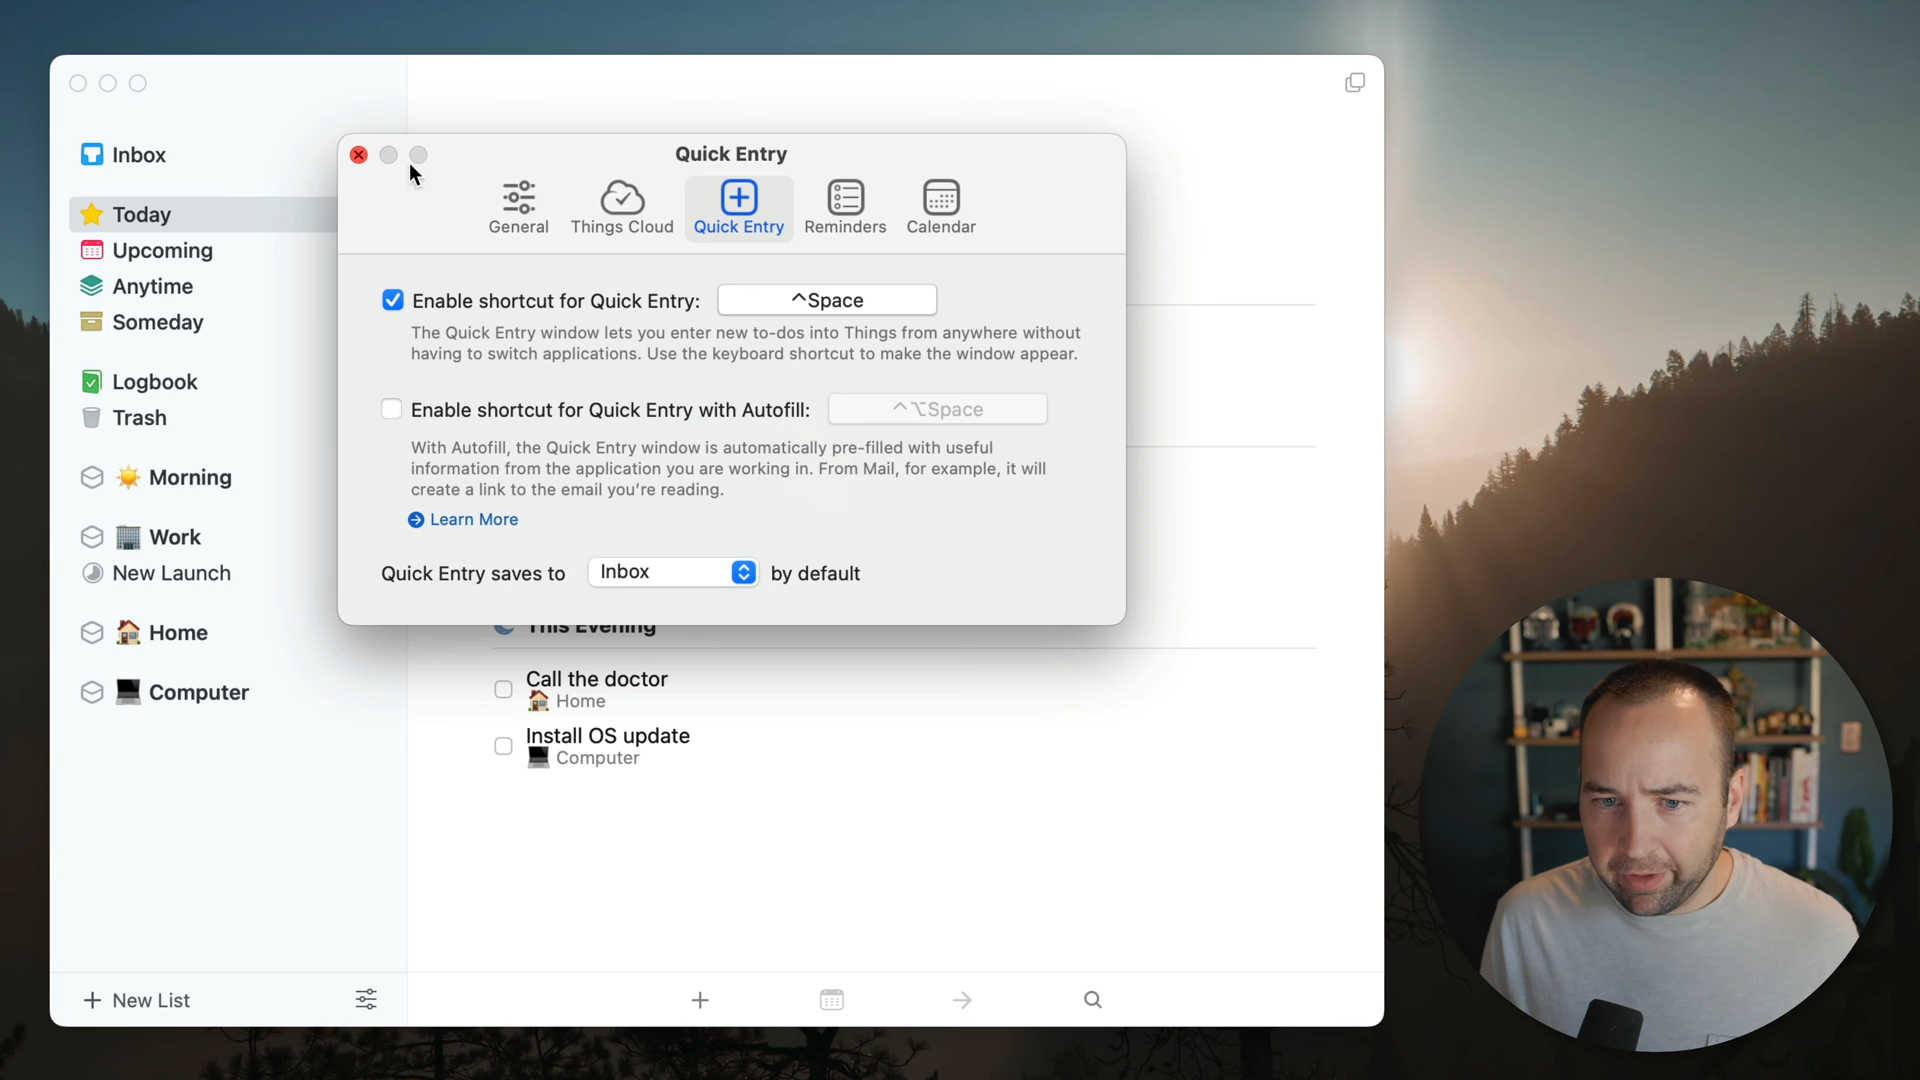 Inbox
Today
Upcoming
Anytime
Someday
Logbook
Trash
Morning
Work
New Launch
Home
Computer
New List
Quick Entry
General
Things Cloud
Quick Entry
Reminders
Calendar
Enable shortcut for Quick Entry:
^Space
The Quick Entry window lets you enter new to-dos into Things from anywhere without
having to switch applications. Use the keyboard shortcut to make the window appear.
Enable shortcut for Quick Entry with Autofill:
^⌥Space
With Autofill, the Quick Entry window is automatically pre-filled with useful
information from the application you are working in. From Mail, for example, it will
create a link to the email you're reading.
Learn More
Quick Entry saves to
Inbox
by default
This Evening
Call the doctor
Home
Install OS update
Computer